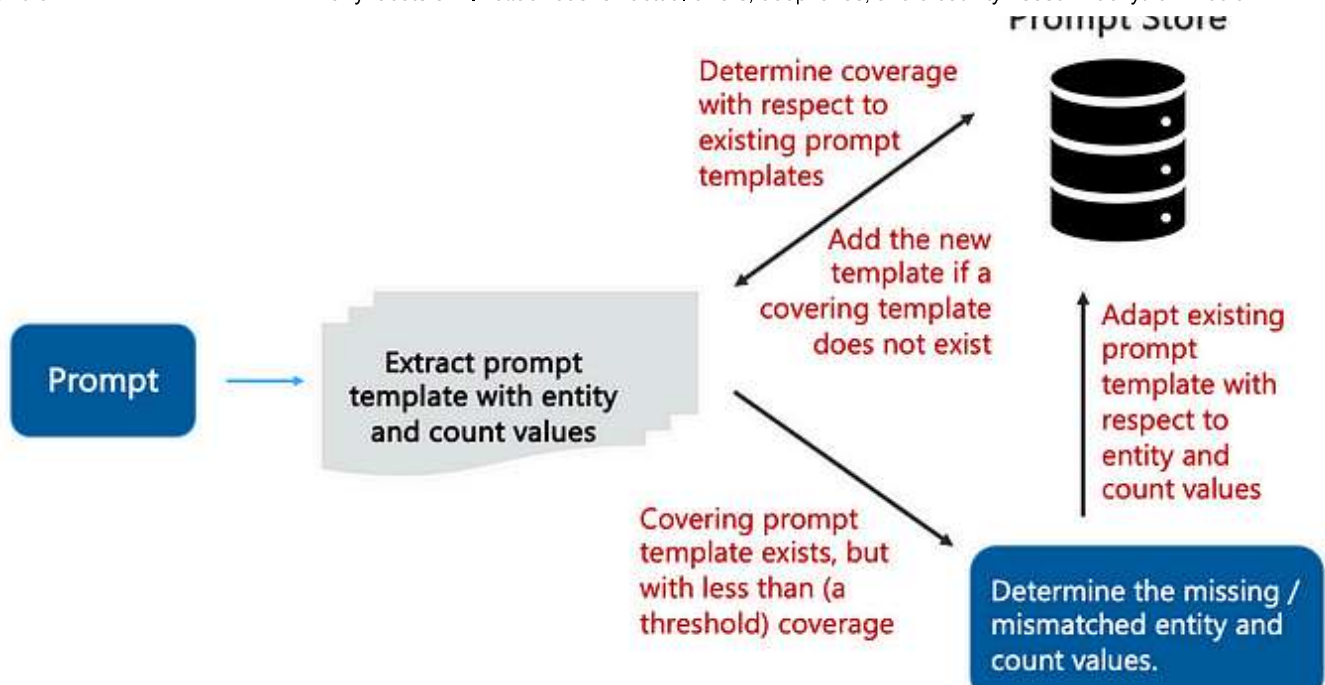 Prompt Store
Determine coverage
with respect to
existing prompt
templates
Add the new
template if a
covering template
does not exist
Adapt existing
prompt
template with
respect to
entity and
count values
Prompt
Extract prompt
template with entity
and count values
Covering prompt
template exists, but
with less than (a
threshold) coverage
Determine the missing /
mismatched entity and
count values.